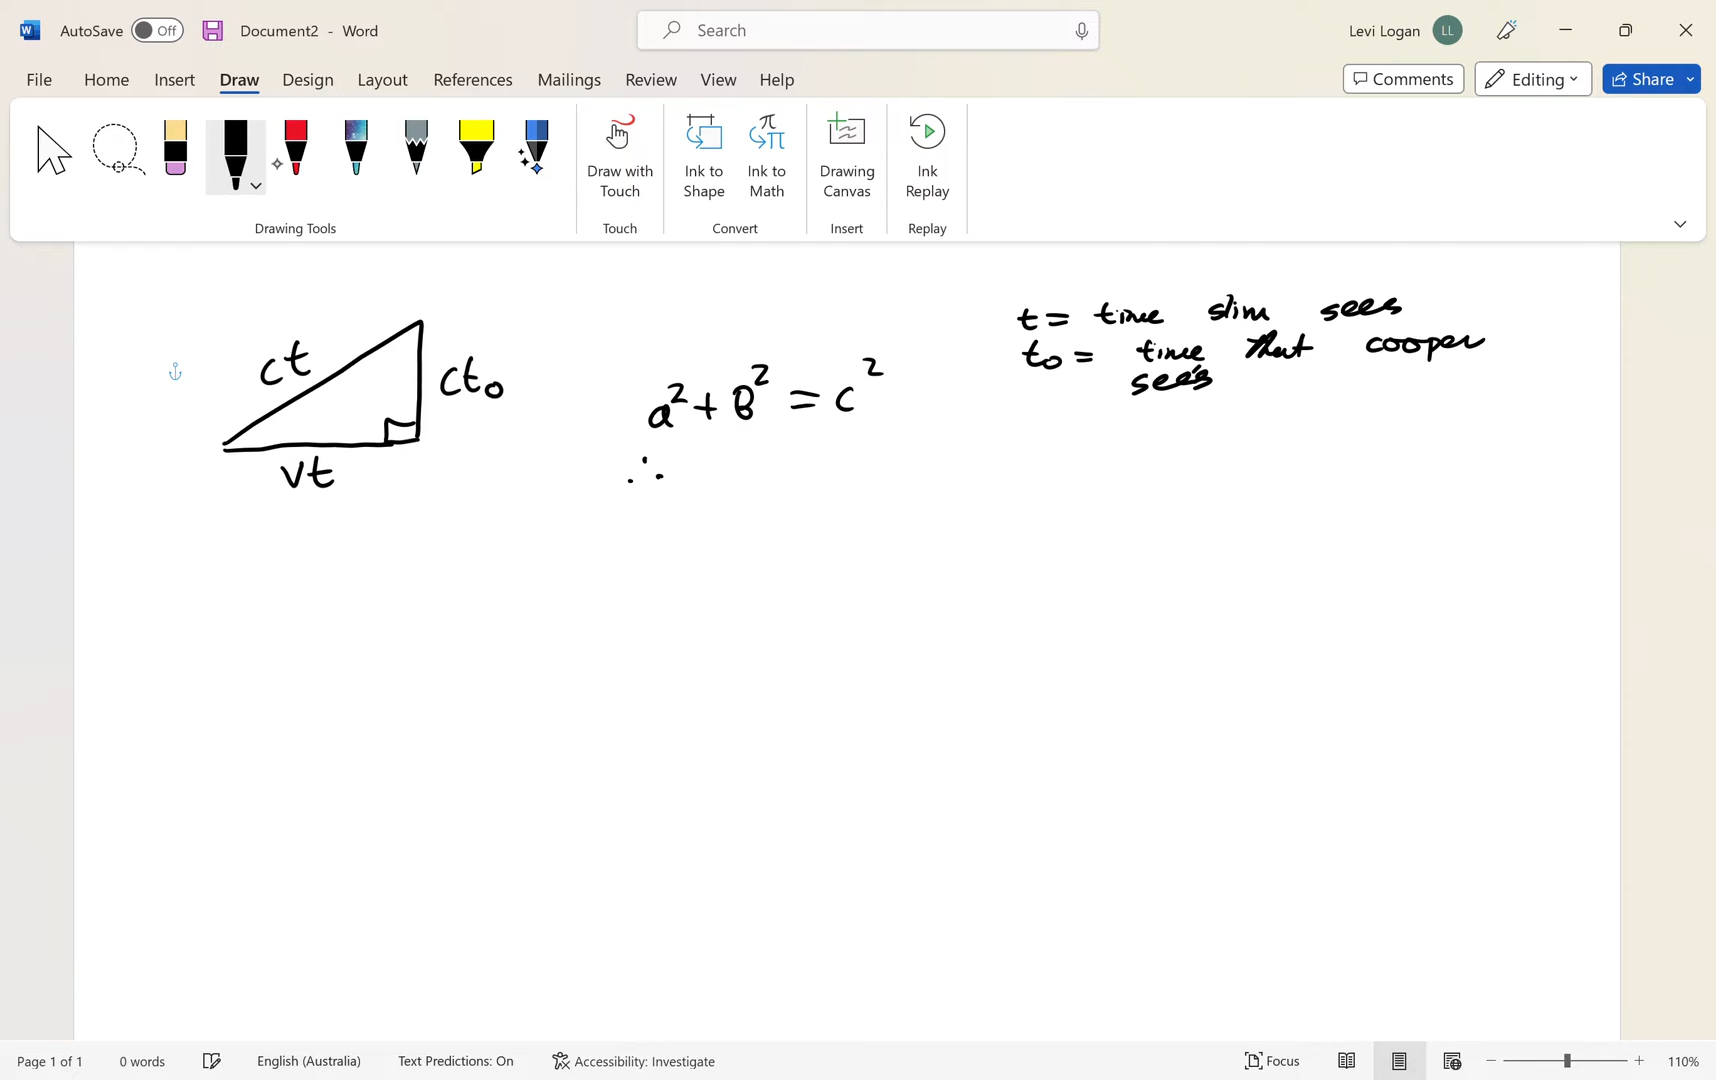 AutoSave Off Document2 - Word Search Levi Logan LL
File Home Insert Draw Design Layout References Mailings Review View Help Comments Editing Share
Draw with Touch
Ink to Shape
Ink to Math
Drawing Canvas
Ink Replay
Drawing Tools Touch Convert Insert Replay
t = time slim sees
t₀ = time that cooper
see's
ct
ct₀
vt
a² + B² = c²
∴
Page 1 of 1 0 words English (Australia) Text Predictions: On Accessibility: Investigate Focus 110%